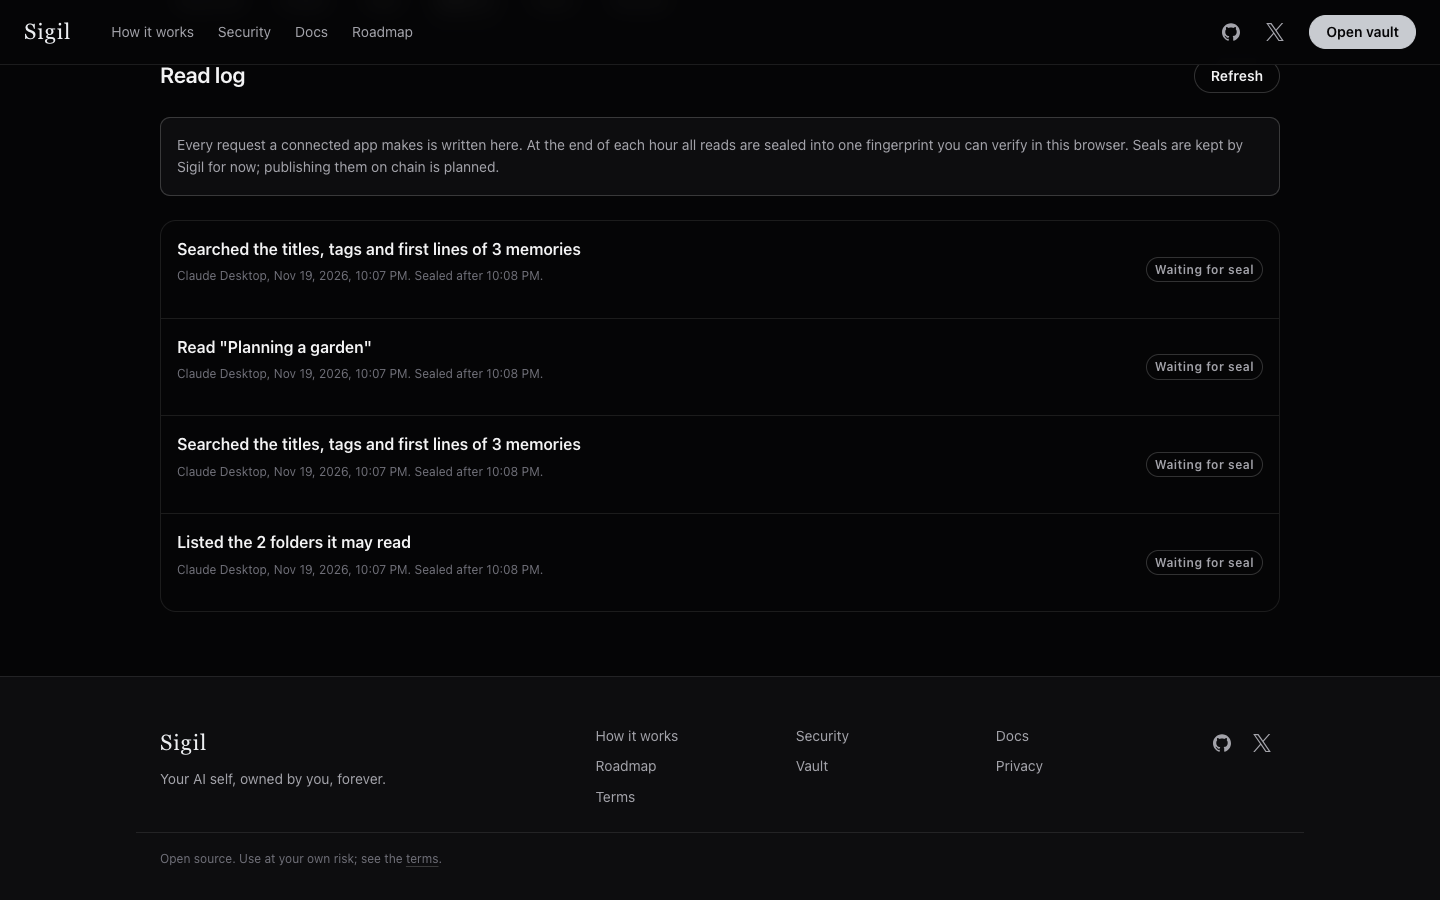 Sigil
How it works
Security
Docs
Roadmap
Open vault
Read log
Refresh
Every request a connected app makes is written here. At the end of each hour all reads are sealed into one fingerprint you can verify in this browser. Seals are kept by
Sigil for now; publishing them on chain is planned.
Searched the titles, tags and first lines of 3 memories
Claude Desktop, Nov 19, 2026, 10:07 PM. Sealed after 10:08 PM.
Waiting for seal
Read "Planning a garden"
Claude Desktop, Nov 19, 2026, 10:07 PM. Sealed after 10:08 PM.
Waiting for seal
Searched the titles, tags and first lines of 3 memories
Claude Desktop, Nov 19, 2026, 10:07 PM. Sealed after 10:08 PM.
Waiting for seal
Listed the 2 folders it may read
Claude Desktop, Nov 19, 2026, 10:07 PM. Sealed after 10:08 PM.
Waiting for seal
Sigil
Your AI self, owned by you, forever.
How it works
Security
Docs
Roadmap
Vault
Privacy
Terms
Open source. Use at your own risk; see the terms.